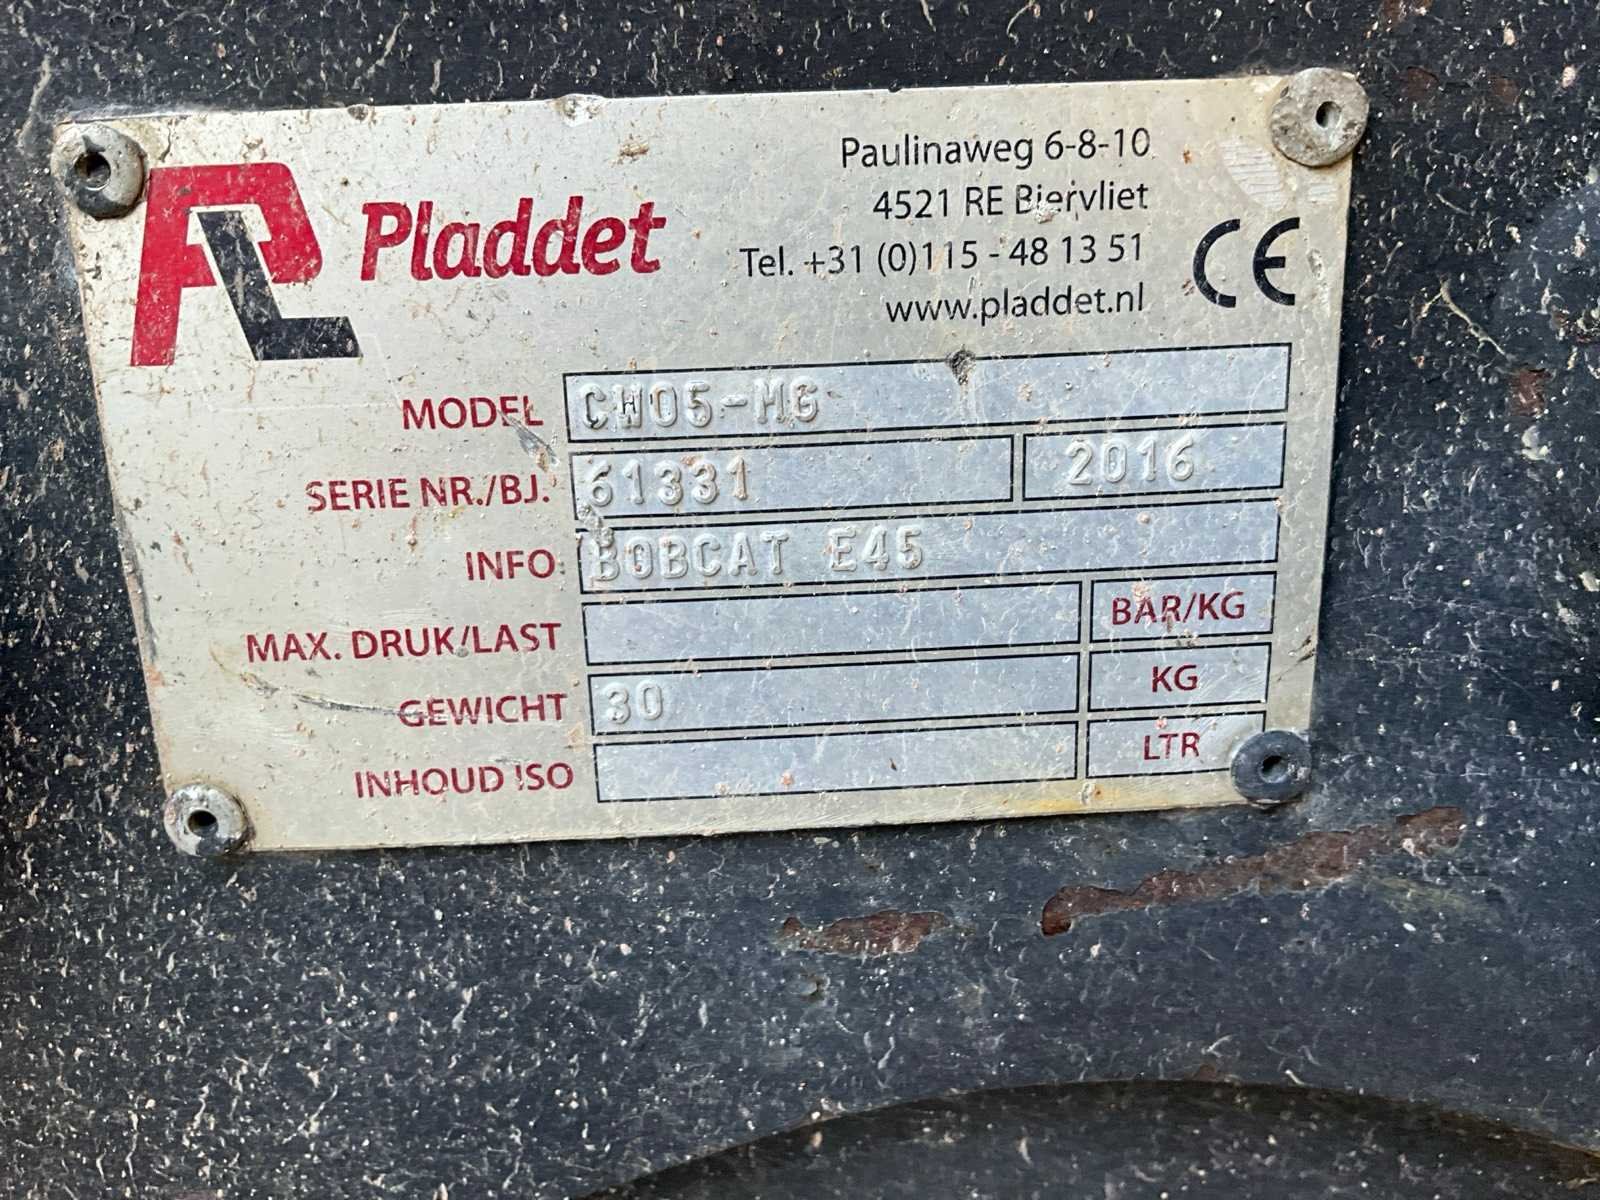 Pladdet
Paulinaweg 6-8-10
4521 RE Biervliet
Tel. +31 (0)115 - 48 13 51
www.pladdet.nl
CE
MODEL CW05-MG
SERIE NR./BJ. 61331 2016
INFO BOBCAT E45
MAX. DRUK/LAST BAR/KG
GEWICHT 30 KG
INHOUD ISO LTR